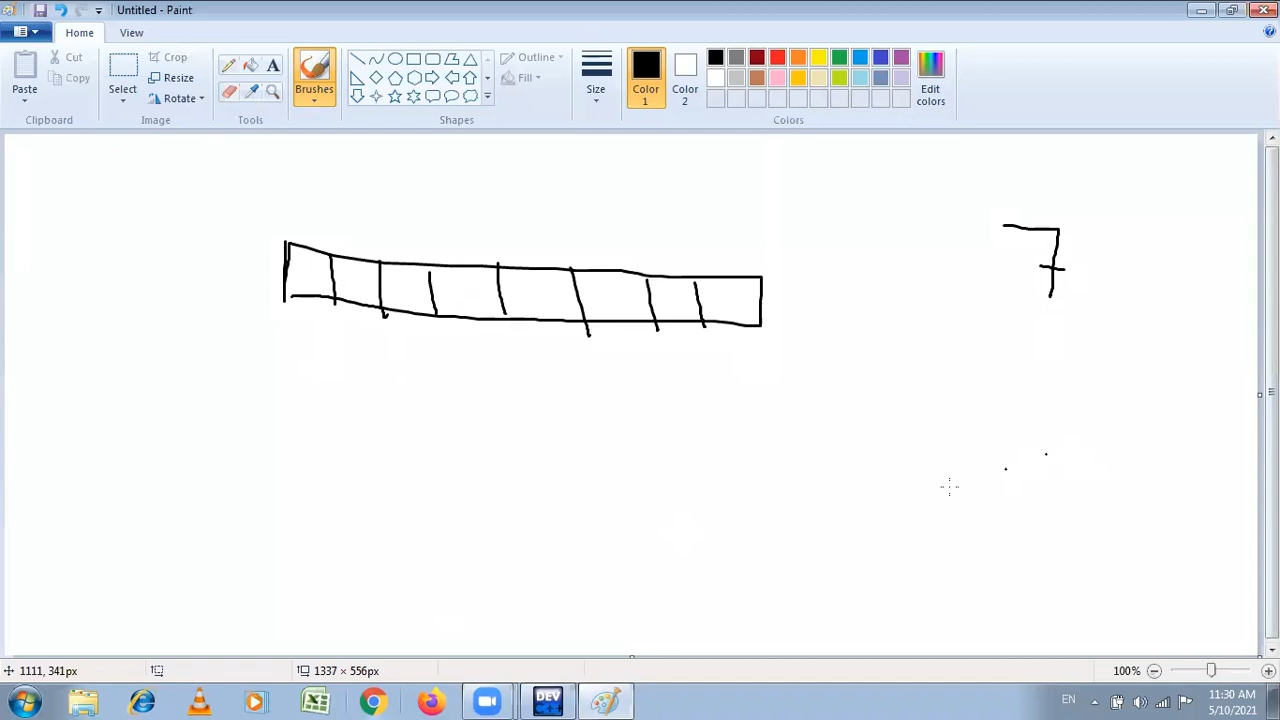 Untitled - Paint
Home View
Paste
Cut
Copy
Clipboard
Select
Crop
Resize
Rotate
Image
A
Tools
Brushes
Outline
Fill
Shapes
Size
Color 1
Color 2
Edit colors
Colors
7
1111, 341px
1337 × 556px
100%
DEV C++
EN
11:30 AM
5/10/2021